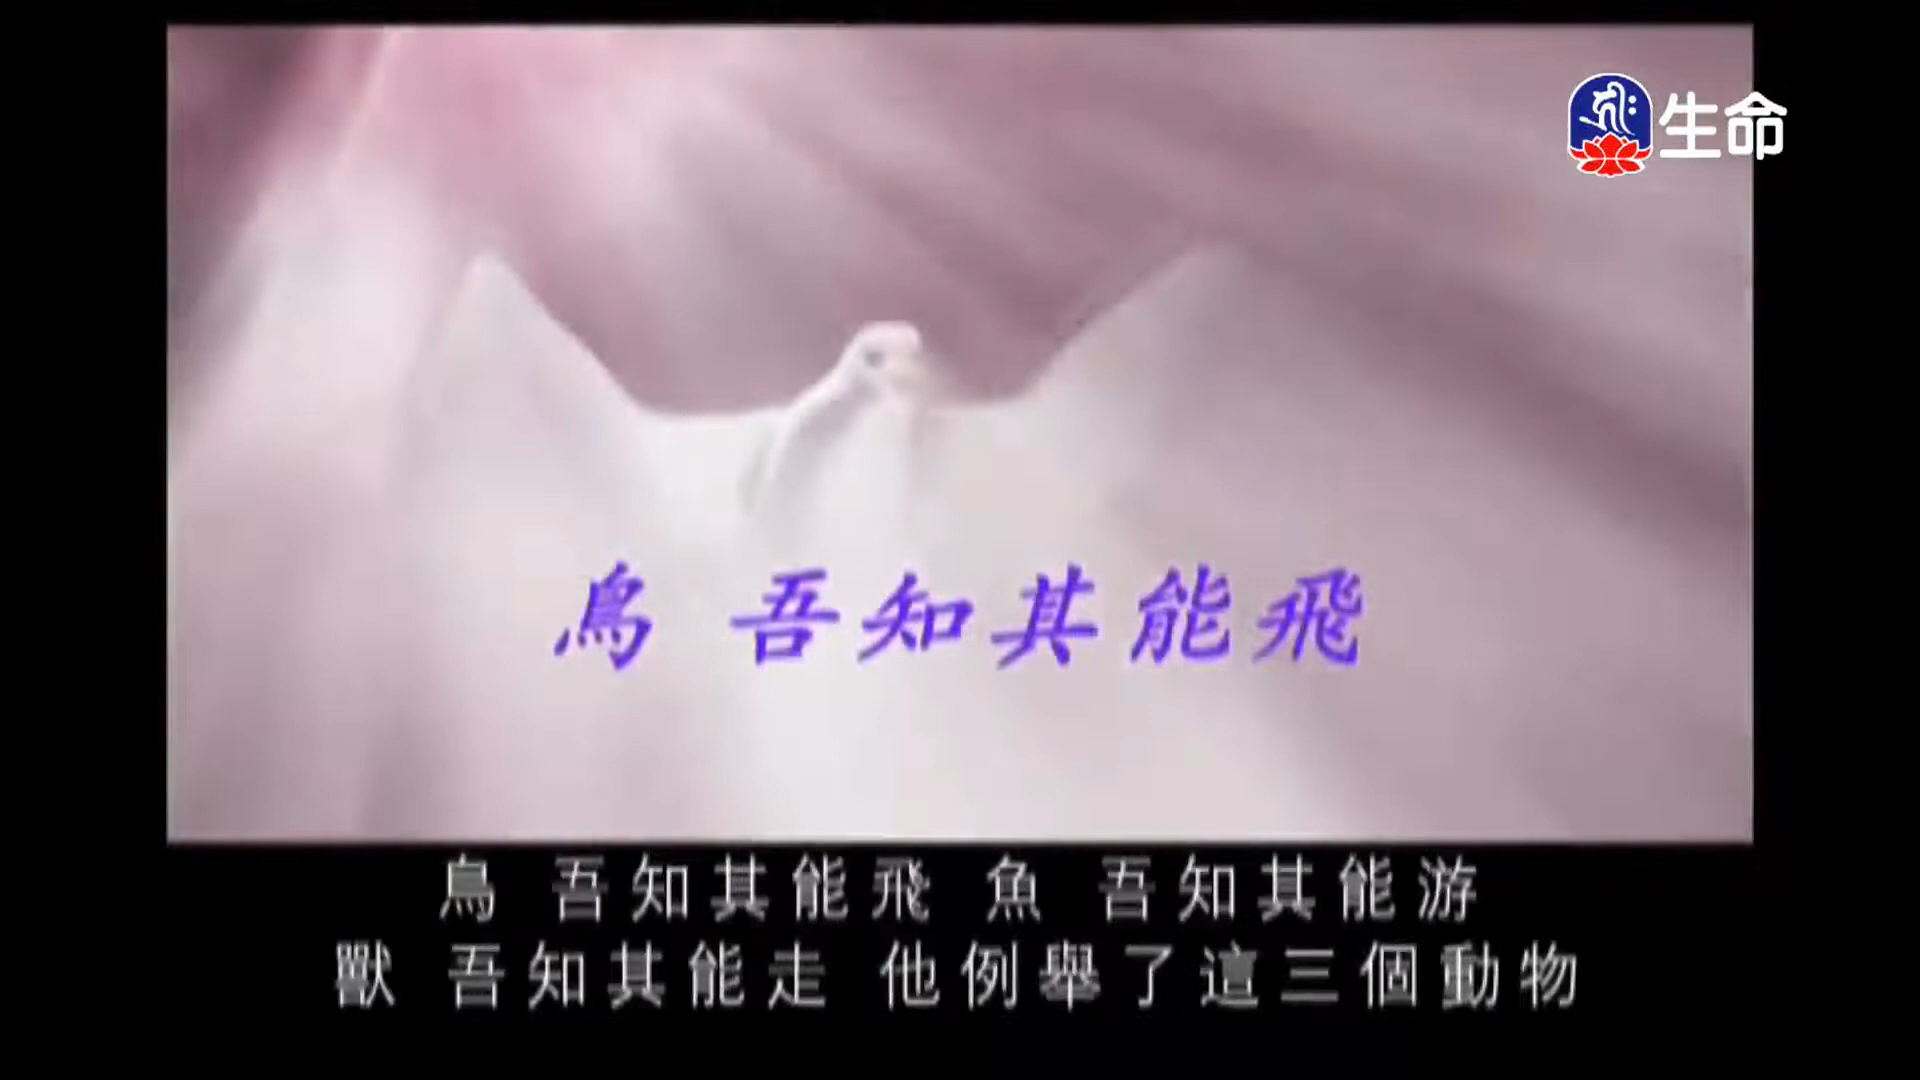 生命
鳥 吾知其能飛
鳥 吾知其能飛 魚 吾知其能游
獸 吾知其能走 他例舉了這三個動物